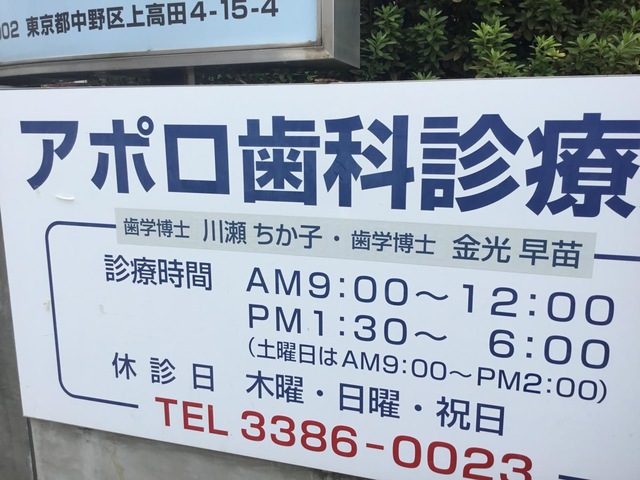 002 東京都中野区上高田4-15-4
アポロ歯科診療
歯学博士 川瀬 ちか子・歯学博士 金光 早苗
診療時間 AM9:00〜12:00
PM1:30〜 6:00
(土曜日はAM9:00〜PM2:00)
休診日 木曜・日曜・祝日
TEL 3386-0023